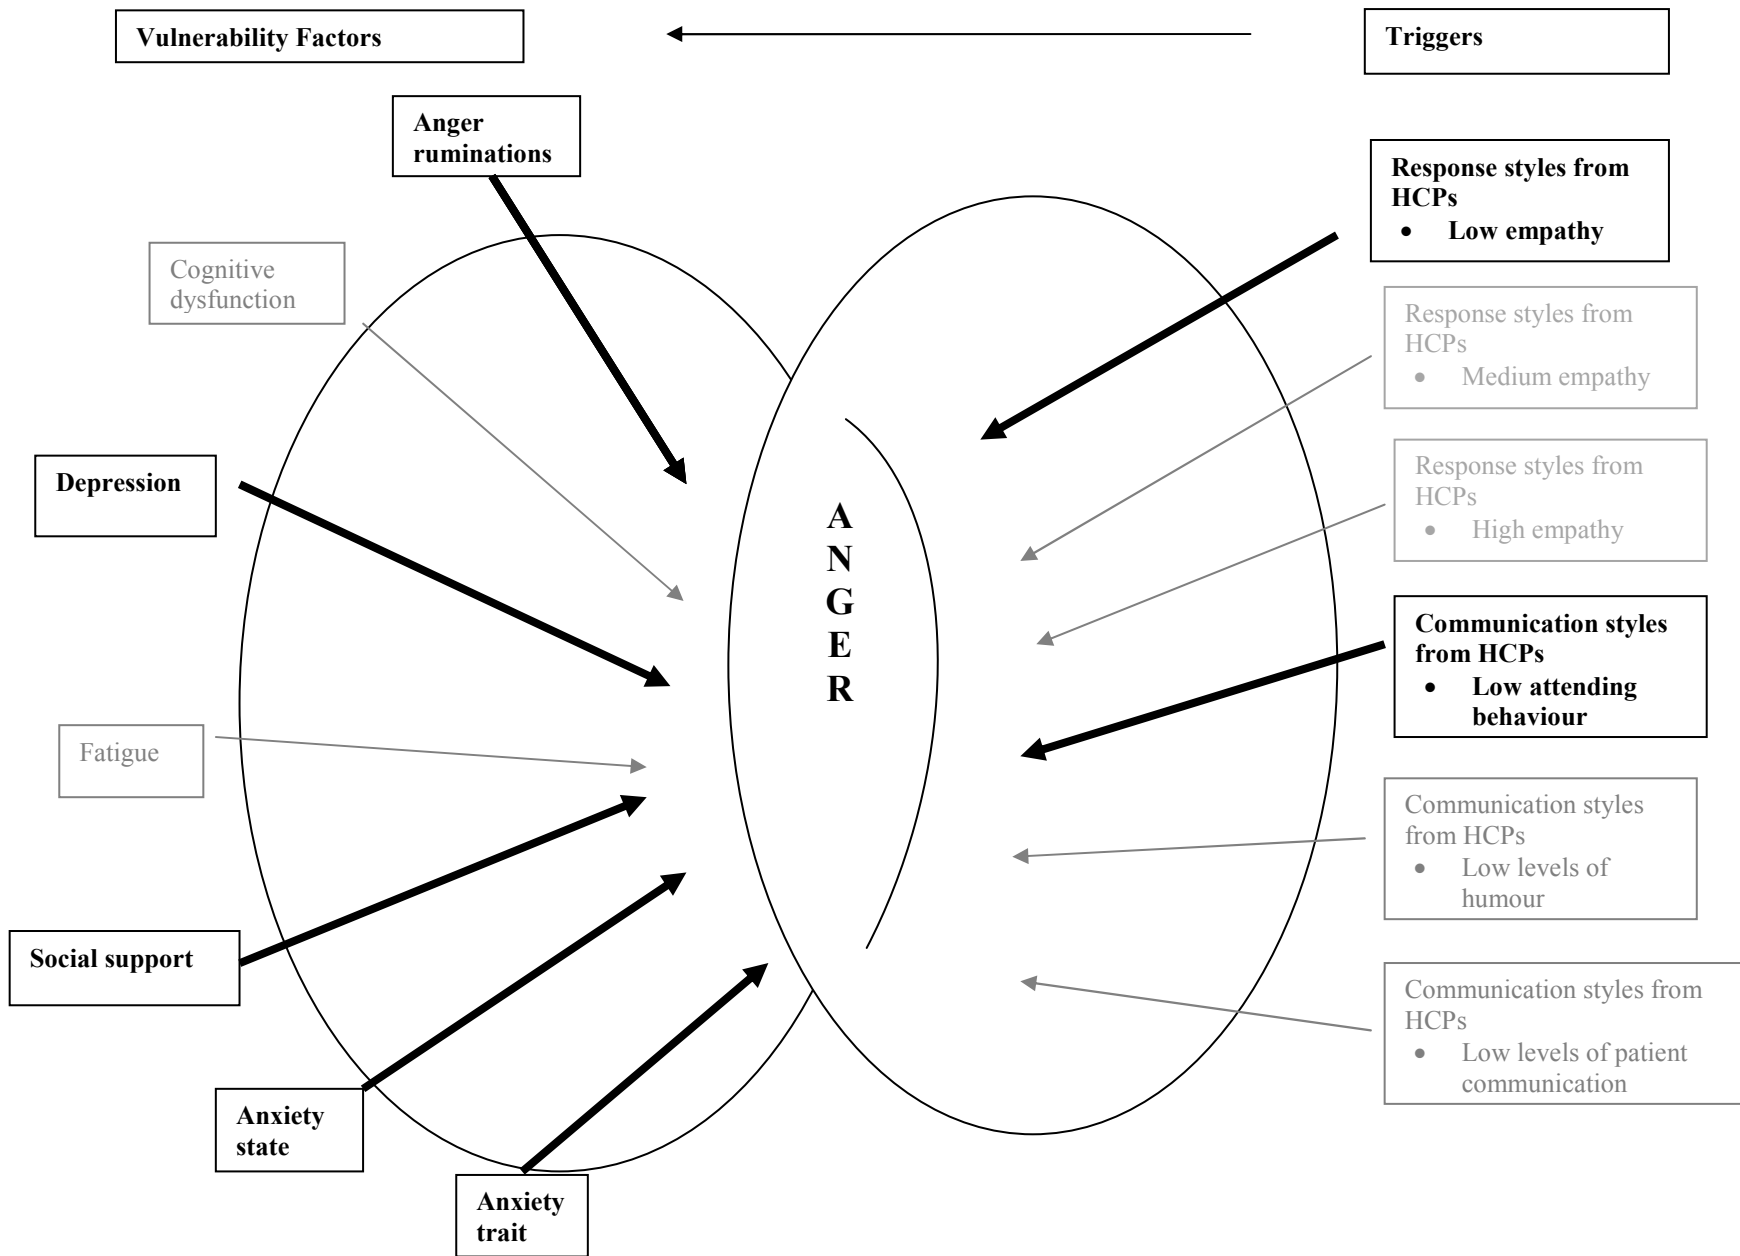 Vulnerability Factors
Triggers
Anger
ruminations
Cognitive
dysfunction
Depression
Fatigue
Social support
Anxiety
state
Anxiety
trait
A
N
G
E
R
Response styles from
HCPs
• Low empathy
Response styles from
HCPs
• Medium empathy
Response styles from
HCPs
• High empathy
Communication styles
from HCPs
• Low attending
behaviour
Communication styles
from HCPs
• Low levels of
humour
Communication styles from
HCPs
• Low levels of patient
communication